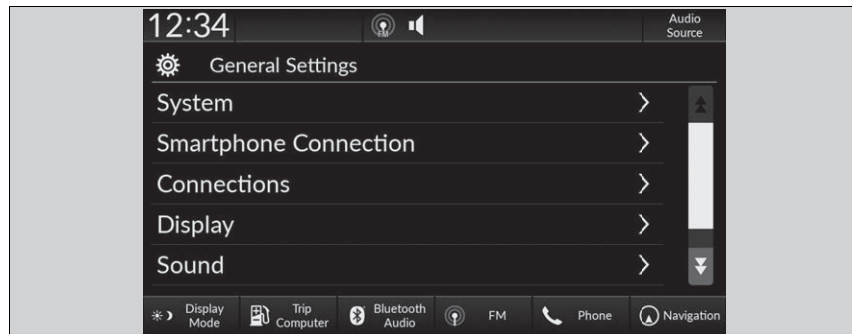 12:34
FM
Audio
Source
General Settings
System
Smartphone Connection
Connections
Display
Sound
Display
Mode
Trip
Computer
Bluetooth
Audio
FM
Phone
Navigation